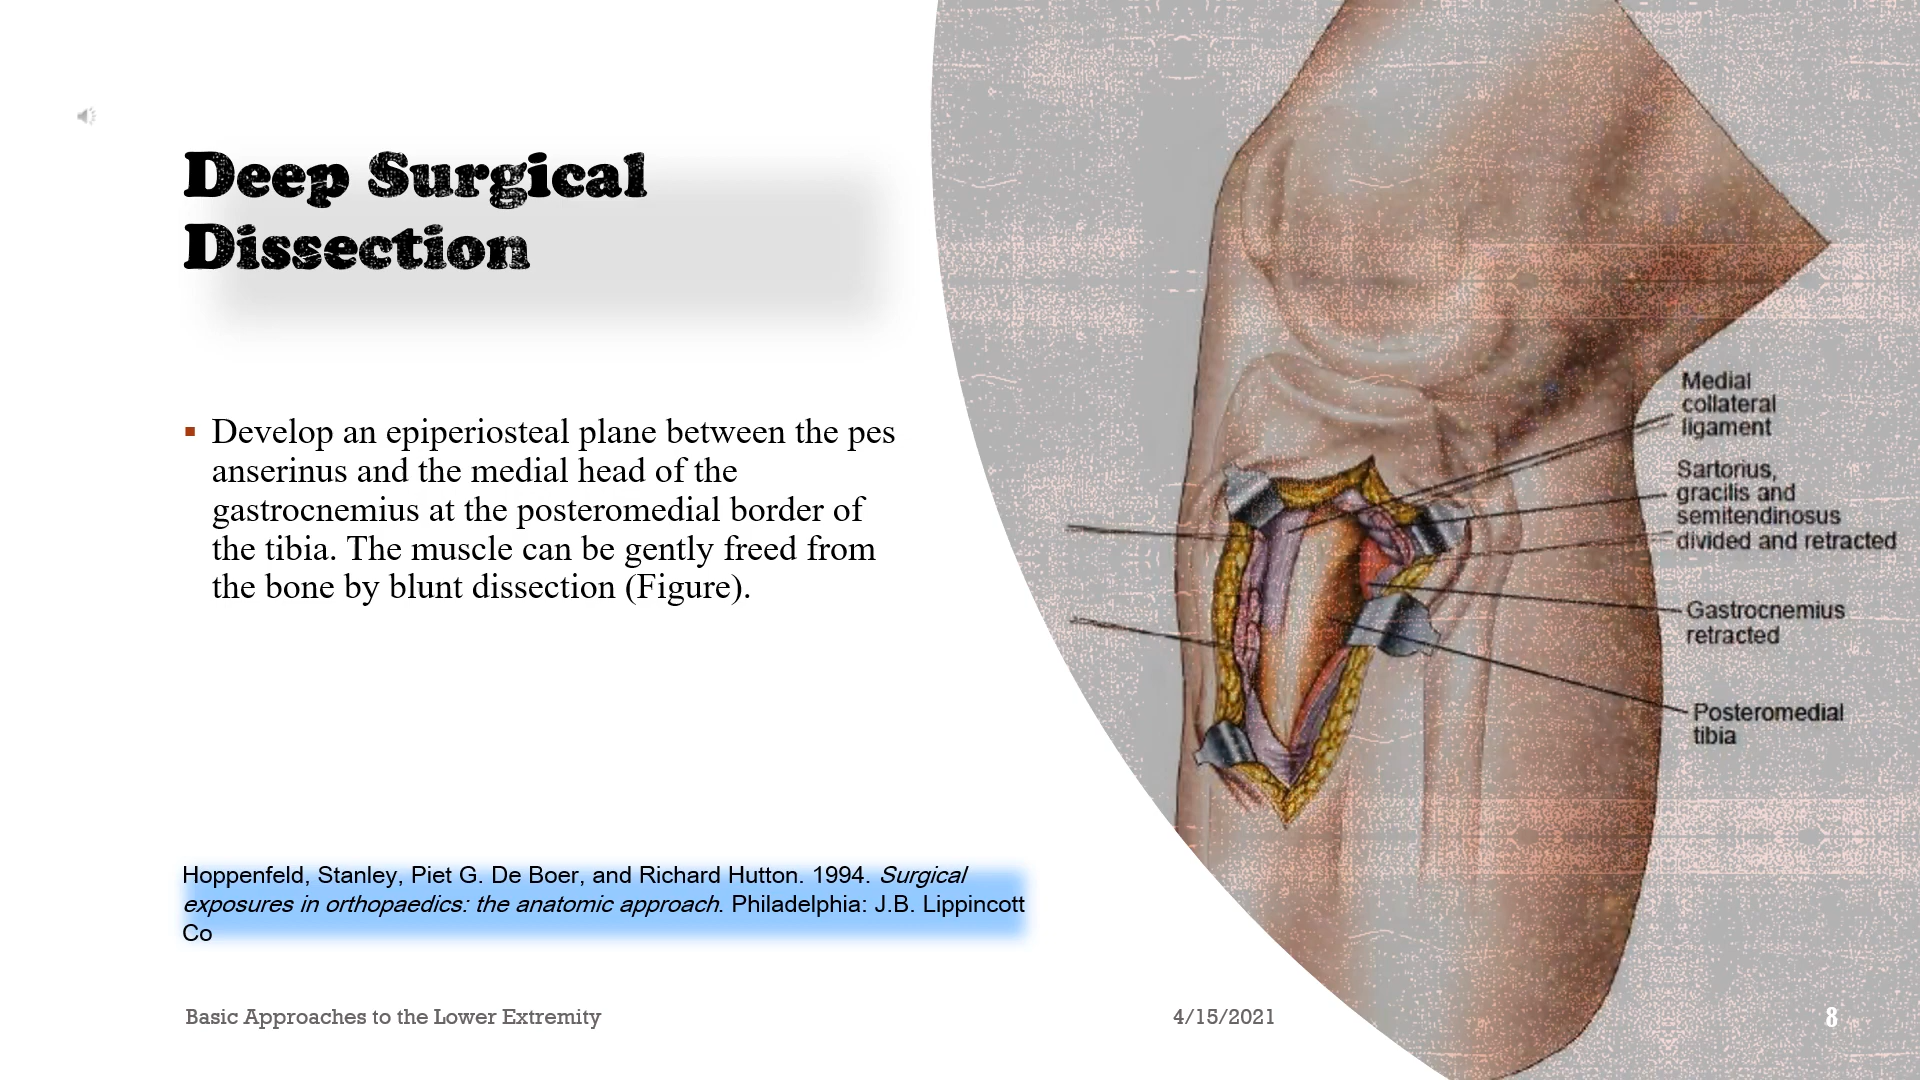 Deep Surgical
Dissection
Develop an epiperiosteal plane between the pes
anserinus and the medial head of the
gastrocnemius at the posteromedial border of
the tibia. The muscle can be gently freed from
the bone by blunt dissection (Figure).
Hoppenfeld, Stanley, Piet G. De Boer, and Richard Hutton. 1994. Surgical
exposures in orthopaedics: the anatomic approach. Philadelphia: J.B. Lippincott
Co
Medial
collateral
ligament
Sartorius,
gracilis and
semitendinosus
divided and retracted
Gastrocnemius
retracted
Posteromedial
tibia
Basic Approaches to the Lower Extremity
4/15/2021
8